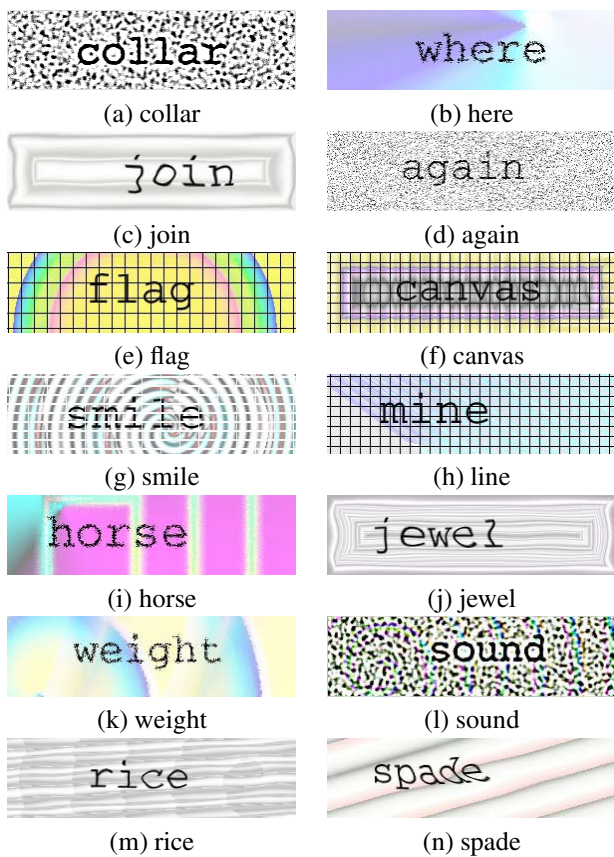 collar where
(a) collar (b) here
join again
(c) join (d) again
flag canvas
(e) flag (f) canvas
smile mine
(g) smile (h) line
horse jewel
(i) horse (j) jewel
weight sound
(k) weight (l) sound
rice spade
(m) rice (n) spade